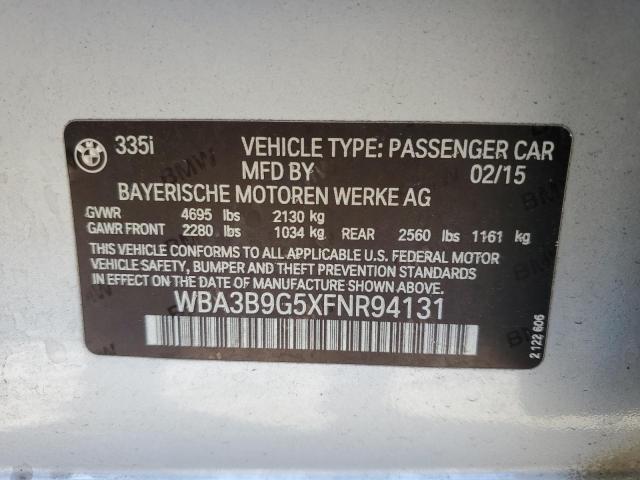 335i VEHICLE TYPE: PASSENGER CAR
MFD BY 02/15
BAYERISCHE MOTOREN WERKE AG
GVWR 4695 lbs 2130 kg
GAWR FRONT 2280 lbs 1034 kg REAR 2560 lbs 1161 kg
THIS VEHICLE CONFORMS TO ALL APPLICABLE U.S. FEDERAL MOTOR
VEHICLE SAFETY, BUMPER AND THEFT PREVENTION STANDARDS
IN EFFECT ON THE DATE OF MANUFACTURE SHOWN ABOVE.
WBA3B9G5XFNR94131
2 122 606